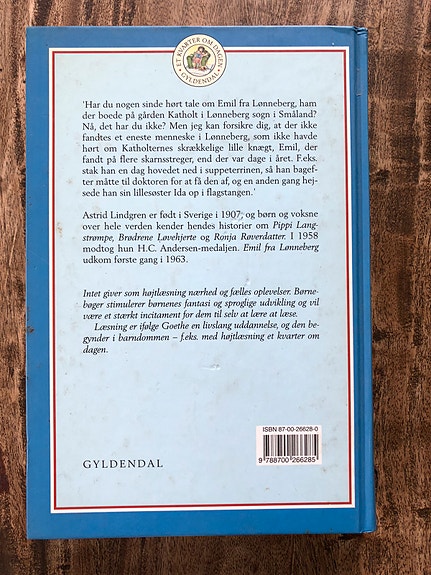 ET KVARTER OM DAGEN
GYLDENDAL
'Har du nogen sinde hørt tale om Emil fra Lønneberg, ham
der boede på gården Katholt i Lønneberg sogn i Småland?
Nå, det har du ikke? Men jeg kan forsikre dig, at der ikke
fandtes et eneste menneske i Lønneberg, som ikke havde
hørt om Katholternes skrækkelige lille knægt, Emil, der
fandt på flere skarnsstreger, end der var dage i året. F.eks.
stak han en dag hovedet ned i suppeterrinen, så han bagef-
ter måtte til doktoren for at få den af, og en anden gang hej-
sede han sin lillesøster Ida op i flagstangen.'
Astrid Lindgren er født i Sverige i 1907, og børn og voksne
over hele verden kender hendes historier om Pippi Lang-
strømpe, Brødrene Løvehjerte og Ronja Røverdatter. I 1958
modtog hun H.C. Andersen-medaljen. Emil fra Lønneberg
udkom første gang i 1963.
Intet giver som højtlæsning nærhed og fælles oplevelser. Børne-
bøger stimulerer børnenes fantasi og sproglige udvikling og vil
være et stærkt incitament for dem til selv at lære at læse.
Læsning er ifølge Goethe en livslang uddannelse, og den be-
gynder i barndommen – f.eks. med højtlæsning et kvarter om
dagen.
ISBN 87-00-26628-0
9 788700 266285
GYLDENDAL